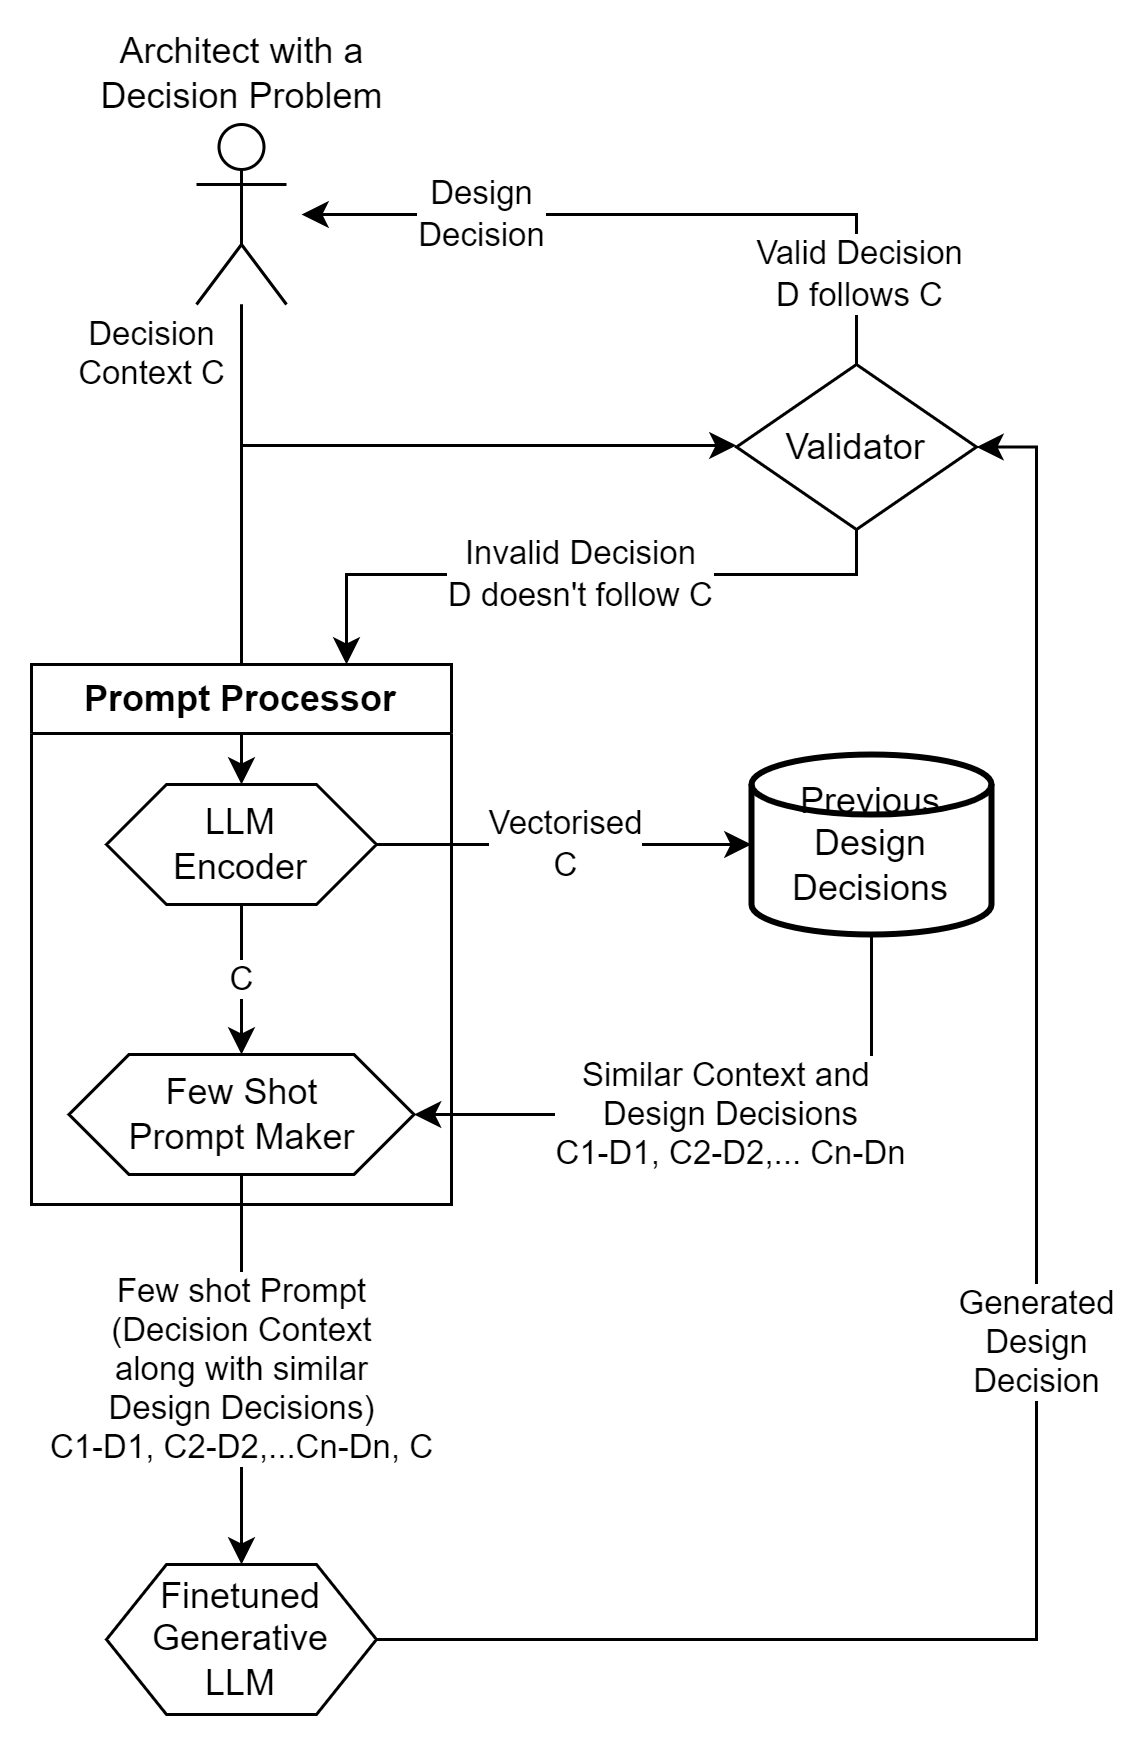 Architect with a
Decision Problem
Design
Decision
Valid Decision
D follows C
Decision
Context C
Validator
Invalid Decision
D doesn't follow C
Prompt Processor
LLM
Encoder
Vectorised
C
Previous
Design
Decisions
C
Few Shot
Prompt Maker
Similar Context and
Design Decisions
C1-D1, C2-D2,... Cn-Dn
Few shot Prompt
(Decision Context
along with similar
Design Decisions)
C1-D1, C2-D2,...Cn-Dn, C
Generated
Design
Decision
Finetuned
Generative
LLM